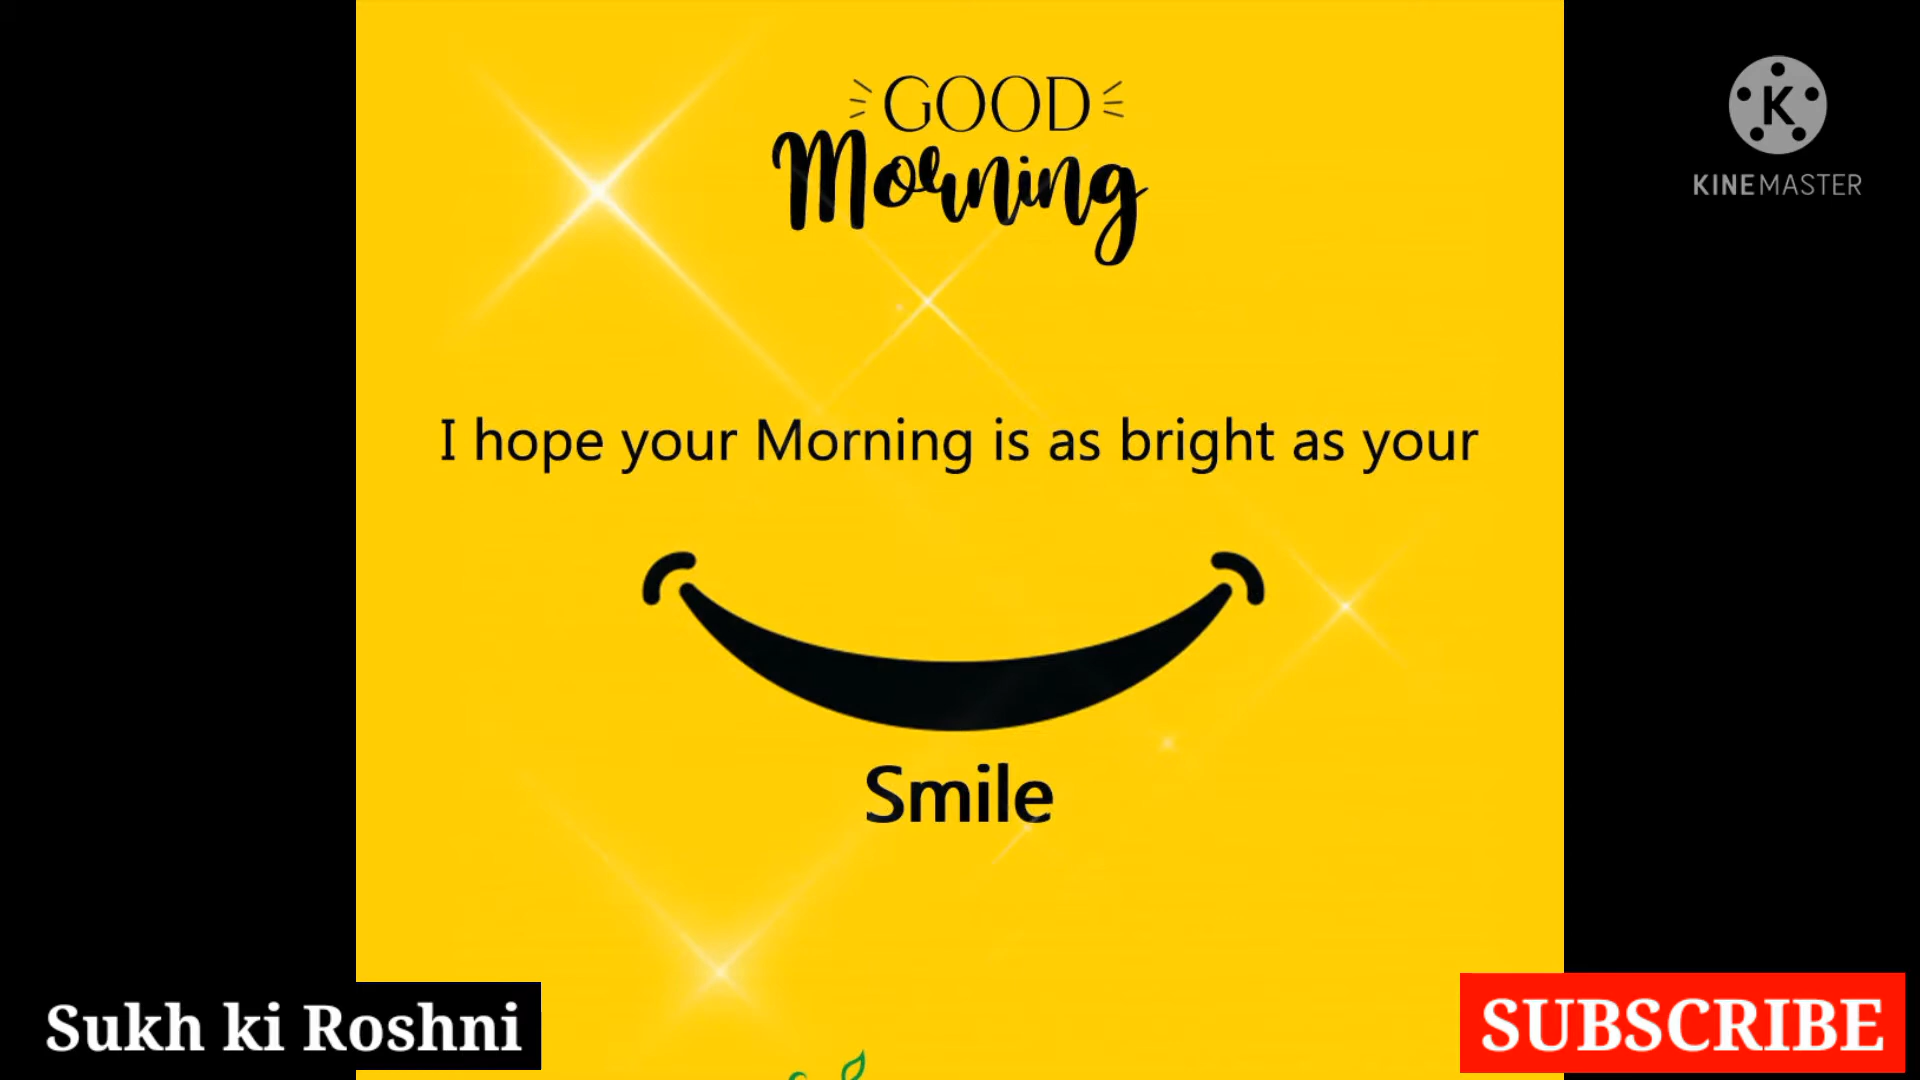 GOOD
Morning
K
KINEMASTER
I hope your Morning is as bright as your
Smile
Sukh ki Roshni
SUBSCRIBE